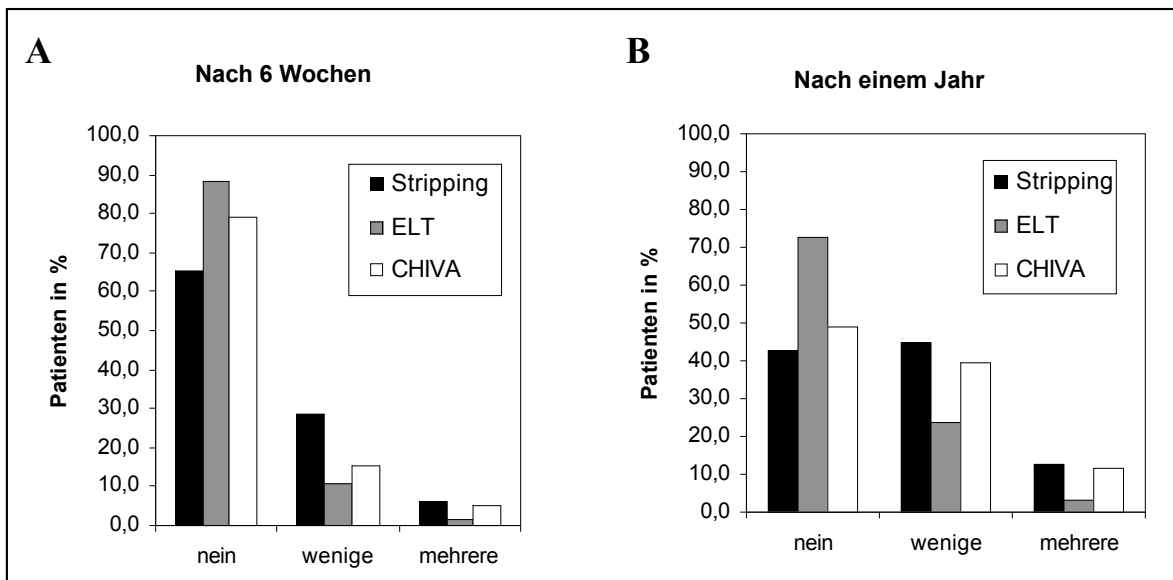 A
Nach 6 Wochen
Patienten in %
100,0
90,0
80,0
70,0
60,0
50,0
40,0
30,0
20,0
10,0
0,0
Stripping
ELT
CHIVA
nein wenige mehrere
B
Nach einem Jahr
Patienten in %
100,0
90,0
80,0
70,0
60,0
50,0
40,0
30,0
20,0
10,0
0,0
Stripping
ELT
CHIVA
nein wenige mehrere